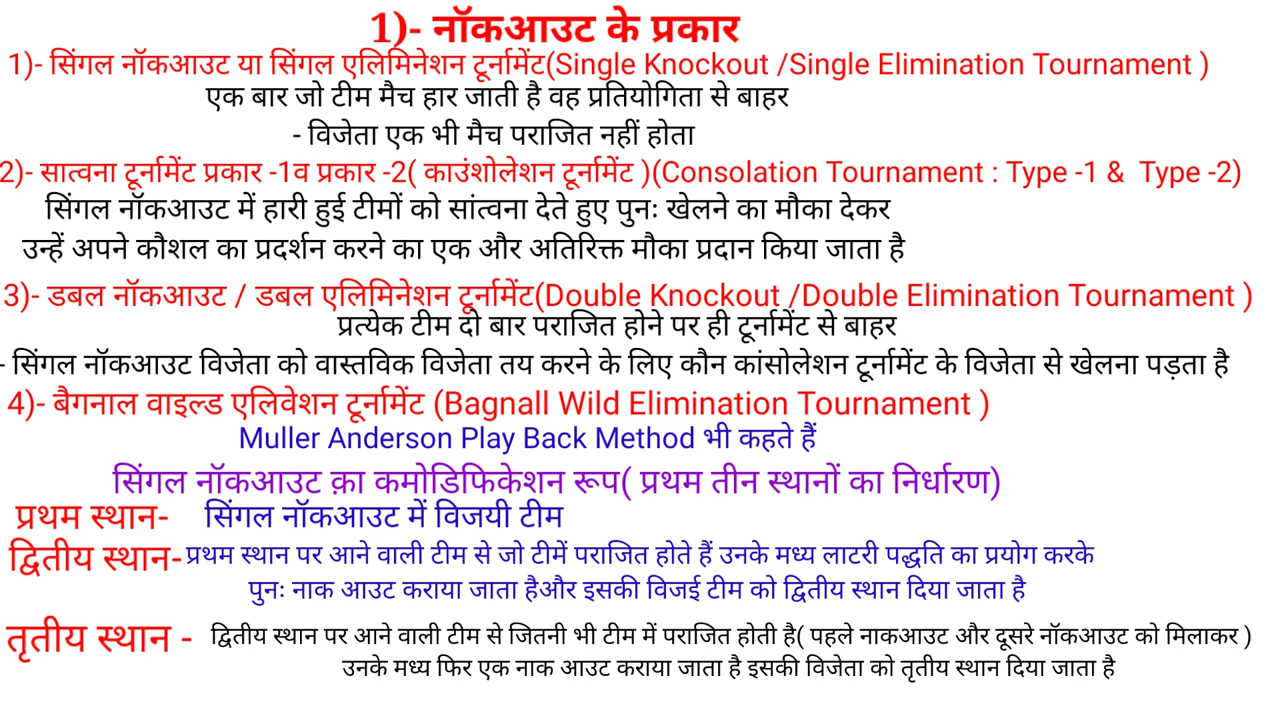 1)- नॉकआउट के प्रकार
1)- सिंगल नॉकआउट या सिंगल एलिमिनेशन टूर्नामेंट(Single Knockout /Single Elimination Tournament )
एक बार जो टीम मैच हार जाती है वह प्रतियोगिता से बाहर
- विजेता एक भी मैच पराजित नहीं होता
2)- सात्वना टूर्नामेंट प्रकार -1व प्रकार -2( काउंशोलेशन टूर्नामेंट )(Consolation Tournament : Type -1 & Type -2)
सिंगल नॉकआउट में हारी हुई टीमों को सांत्वना देते हुए पुनः खेलने का मौका देकर
उन्हें अपने कौशल का प्रदर्शन करने का एक और अतिरिक्त मौका प्रदान किया जाता है
3)- डबल नॉकआउट / डबल एलिमिनेशन टूर्नामेंट(Double Knockout /Double Elimination Tournament )
प्रत्येक टीम दो बार पराजित होने पर ही टूर्नामेंट से बाहर
- सिंगल नॉकआउट विजेता को वास्तविक विजेता तय करने के लिए कौन कांसोलेशन टूर्नामेंट के विजेता से खेलना पड़ता है
4)- बैगनाल वाइल्ड एलिवेशन टूर्नामेंट (Bagnall Wild Elimination Tournament )
Muller Anderson Play Back Method भी कहते हैं
सिंगल नॉकआउट क़ा कमोडिफिकेशन रूप( प्रथम तीन स्थानों का निर्धारण)
प्रथम स्थान- सिंगल नॉकआउट में विजयी टीम
द्वितीय स्थान- प्रथम स्थान पर आने वाली टीम से जो टीमें पराजित होते हैं उनके मध्य लाटरी पद्धति का प्रयोग करके
पुनः नाक आउट कराया जाता हैऔर इसकी विजई टीम को द्वितीय स्थान दिया जाता है
तृतीय स्थान - द्वितीय स्थान पर आने वाली टीम से जितनी भी टीम में पराजित होती है( पहले नाकआउट और दूसरे नॉकआउट को मिलाकर )
उनके मध्य फिर एक नाक आउट कराया जाता है इसकी विजेता को तृतीय स्थान दिया जाता है